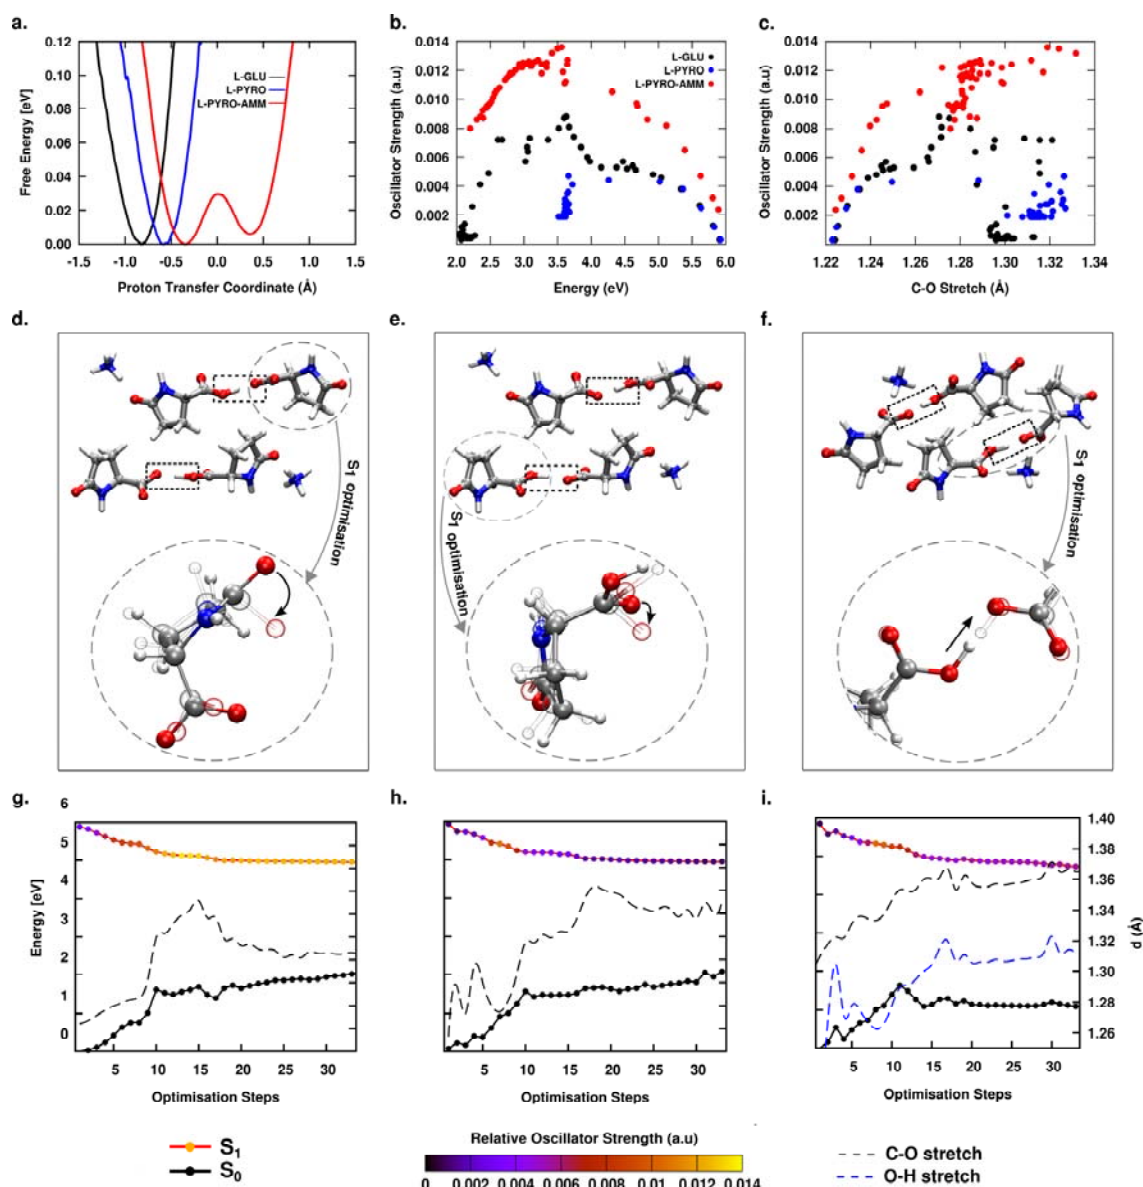 a.
b.
c.
0.12
0.10
0.08
0.06
0.04
0.02
0.00
Free Energy [eV]
L-GLU
L-PYRO
L-PYRO-AMM
-1.5 -1.0 -0.5 0.0 0.5 1.0 1.5
Proton Transfer Coordinate (Å)
0.014
0.012
0.010
0.008
0.006
0.004
0.002
Oscillator Strength (a.u)
L-GLU
L-PYRO
L-PYRO-AMM
2.0 2.5 3.0 3.5 4.0 4.5 5.0 5.5 6.0
Energy (eV)
0.014
0.012
0.010
0.008
0.006
0.004
0.002
Oscillator Strength (a.u)
L-GLU
L-PYRO
L-PYRO-AMM
1.22 1.24 1.26 1.28 1.30 1.32 1.34
C-O Stretch (Å)
d.
e.
f.
S1 optimisation
S1 optimisation
S1 optimisation
g.
h.
i.
6
5
4
3
2
1
0
Energy [eV]
5 10 15 20 25 30
Optimisation Steps
5 10 15 20 25 30
Optimisation Steps
1.40
1.38
1.36
1.34
1.32
1.30
1.28
1.26
d (Å)
5 10 15 20 25 30
Optimisation Steps
S1
S0
Relative Oscillator Strength (a.u)
0 0.002 0.004 0.006 0.008 0.01 0.012 0.014
C-O stretch
O-H stretch